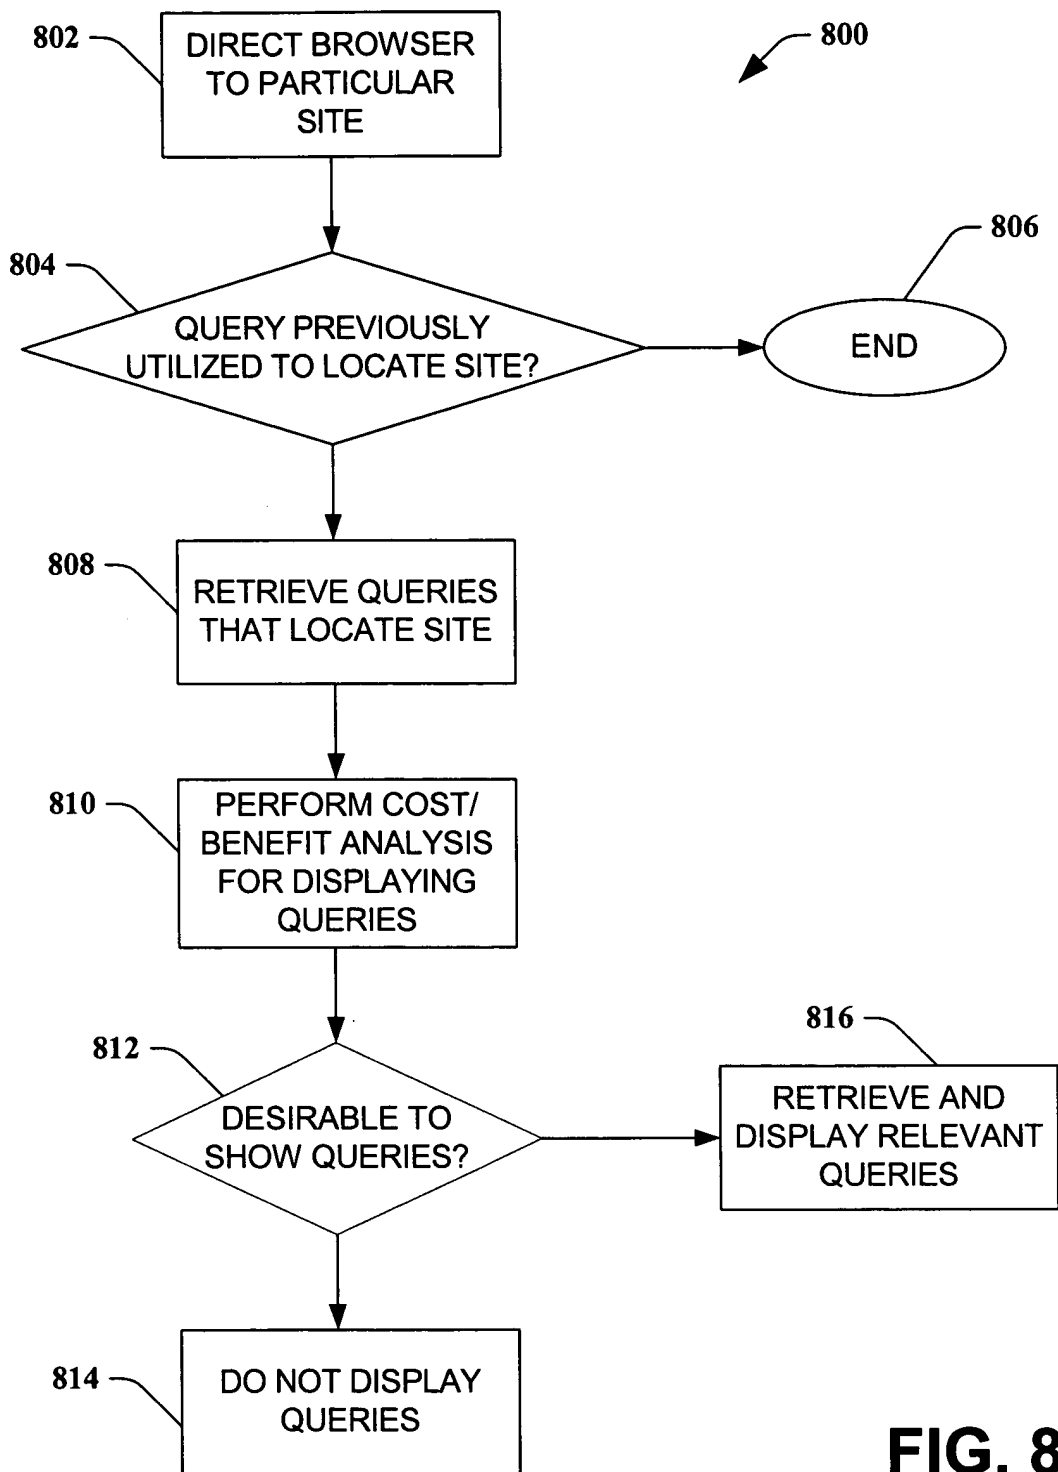 802
DIRECT BROWSER
TO PARTICULAR
SITE
800
804
QUERY PREVIOUSLY
UTILIZED TO LOCATE SITE?
806
END
808
RETRIEVE QUERIES
THAT LOCATE SITE
810
PERFORM COST/
BENEFIT ANALYSIS
FOR DISPLAYING
QUERIES
812
DESIRABLE TO
SHOW QUERIES?
816
RETRIEVE AND
DISPLAY RELEVANT
QUERIES
814
DO NOT DISPLAY
QUERIES
FIG. 8